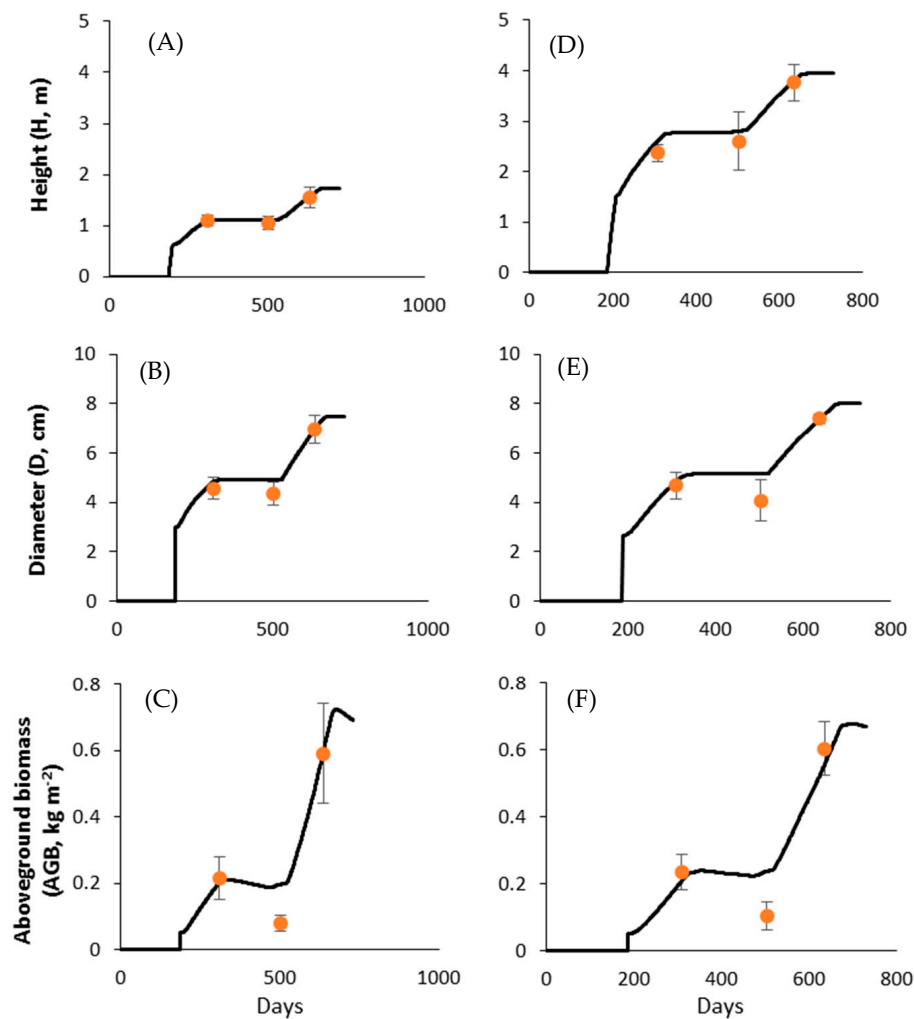 (A)
Height (H, m)
5
4
3
2
1
0
0 500 1000
(D)
5
4
3
2
1
0
0 200 400 600 800
(B)
Diameter (D, cm)
10
8
6
4
2
0
0 500 1000
(E)
10
8
6
4
2
0
0 200 400 600 800
(C)
Aboveground biomass
(AGB, kg m⁻²)
0.8
0.6
0.4
0.2
0
0 500 1000
Days
(F)
0.8
0.6
0.4
0.2
0
0 200 400 600 800
Days